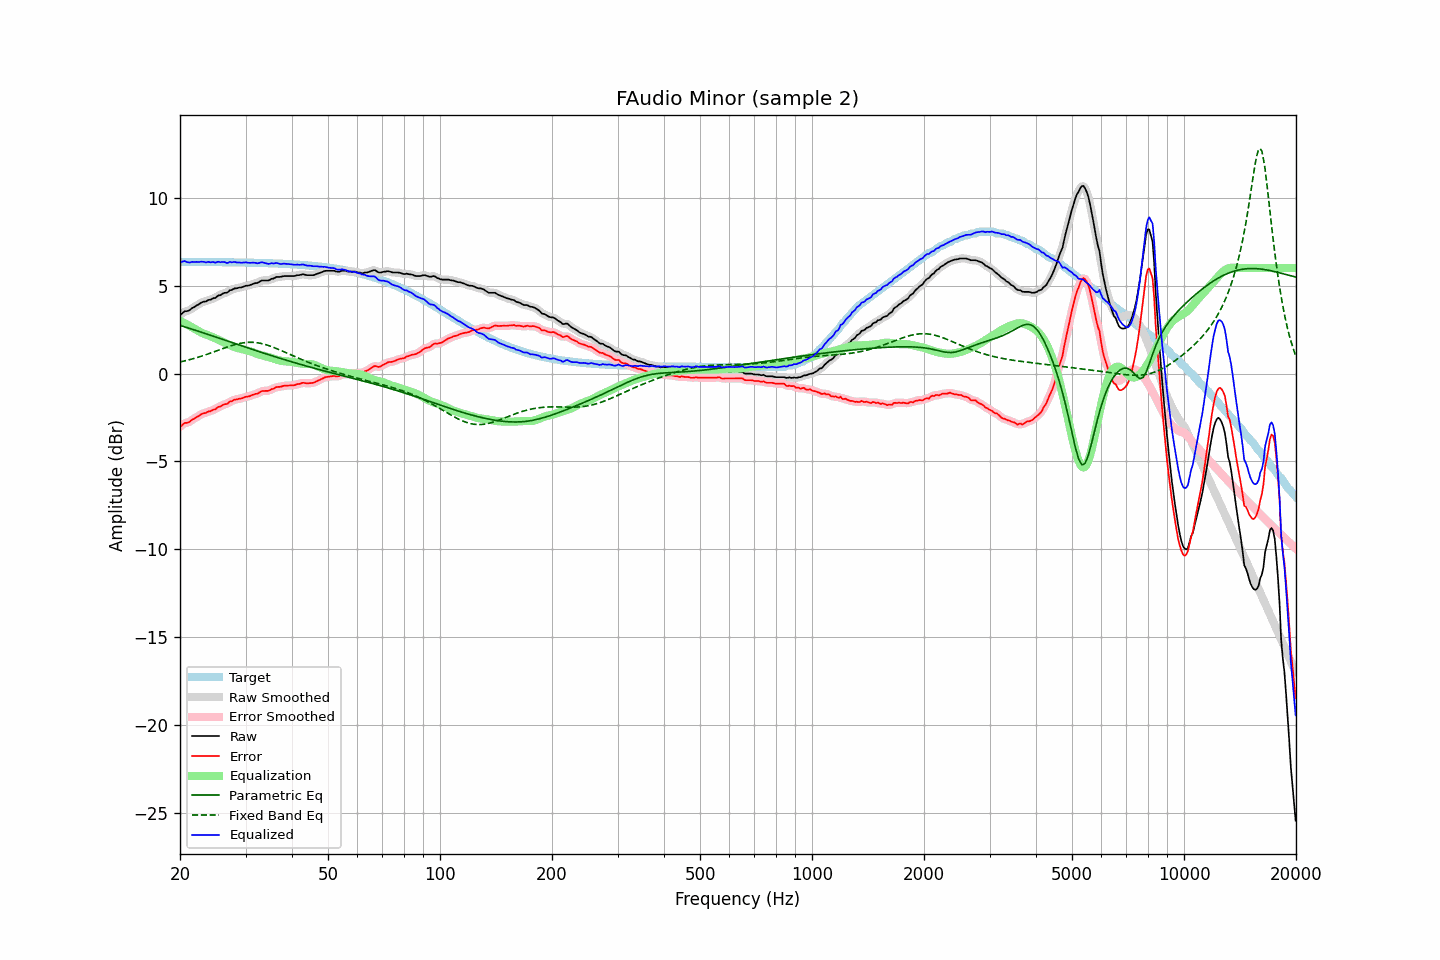 FAudio Minor (sample 2)
Amplitude (dBr)
10
5
0
−5
−10
−15
−20
−25
Target
Raw Smoothed
Error Smoothed
Raw
Error
Equalization
Parametric Eq
Fixed Band Eq
Equalized
20 50 100 200 500 1000 2000 5000 10000 20000
Frequency (Hz)